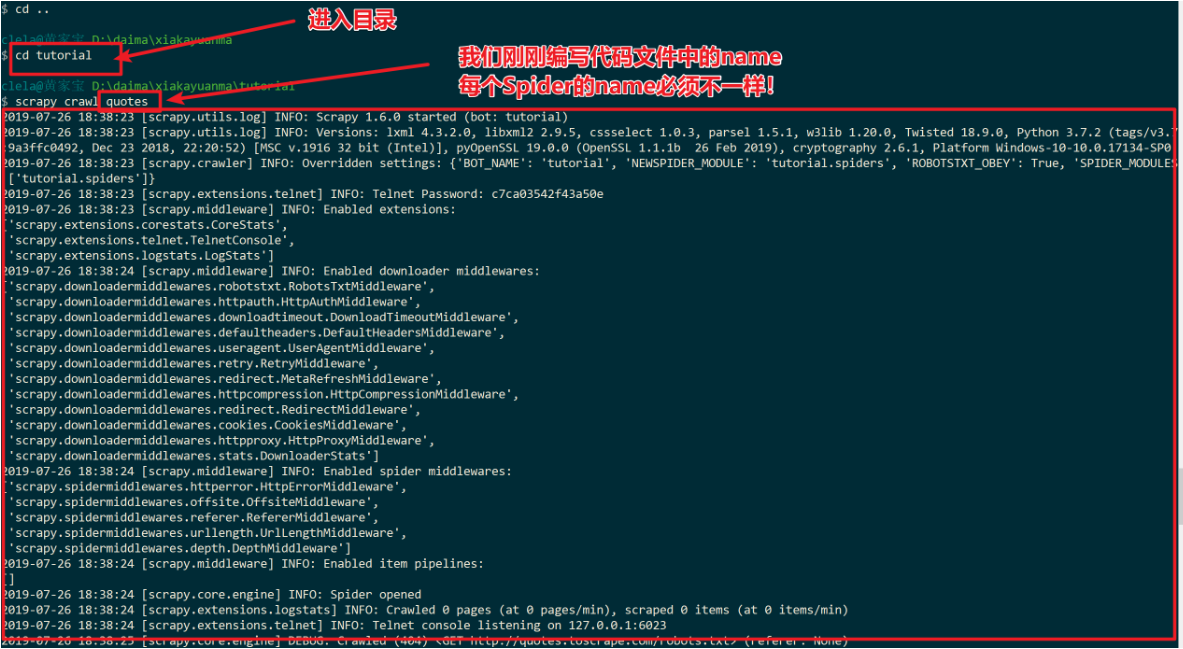 $ cd ..
进入目录
clela@黄家宝 D:\daima\xiakayuanma
$ cd tutorial
我们刚刚编写代码文件中的name
每个Spider的name必须不一样!
clela@黄家宝 D:\daima\xiakayuanma\tutorial
$ scrapy crawl quotes
2019-07-26 18:38:23 [scrapy.utils.log] INFO: Scrapy 1.6.0 started (bot: tutorial)
2019-07-26 18:38:23 [scrapy.utils.log] INFO: Versions: lxml 4.3.2.0, libxml2 2.9.5, cssselect 1.0.3, parsel 1.5.1, w3lib 1.20.0, Twisted 18.9.0, Python 3.7.2 (tags/v3.7
9a3ffc0492, Dec 23 2018, 22:20:52) [MSC v.1916 32 bit (Intel)], pyOpenSSL 19.0.0 (OpenSSL 1.1.1b  26 Feb 2019), cryptography 2.6.1, Platform Windows-10-10.0.17134-SP0
2019-07-26 18:38:23 [scrapy.crawler] INFO: Overridden settings: {'BOT_NAME': 'tutorial', 'NEWSPIDER_MODULE': 'tutorial.spiders', 'ROBOTSTXT_OBEY': True, 'SPIDER_MODULES
['tutorial.spiders']}
2019-07-26 18:38:23 [scrapy.extensions.telnet] INFO: Telnet Password: c7ca03542f43a50e
2019-07-26 18:38:23 [scrapy.middleware] INFO: Enabled extensions:
['scrapy.extensions.corestats.CoreStats',
'scrapy.extensions.telnet.TelnetConsole',
'scrapy.extensions.logstats.LogStats']
2019-07-26 18:38:24 [scrapy.middleware] INFO: Enabled downloader middlewares:
['scrapy.downloadermiddlewares.robotstxt.RobotsTxtMiddleware',
'scrapy.downloadermiddlewares.httpauth.HttpAuthMiddleware',
'scrapy.downloadermiddlewares.downloadtimeout.DownloadTimeoutMiddleware',
'scrapy.downloadermiddlewares.defaultheaders.DefaultHeadersMiddleware',
'scrapy.downloadermiddlewares.useragent.UserAgentMiddleware',
'scrapy.downloadermiddlewares.retry.RetryMiddleware',
'scrapy.downloadermiddlewares.redirect.MetaRefreshMiddleware',
'scrapy.downloadermiddlewares.httpcompression.HttpCompressionMiddleware',
'scrapy.downloadermiddlewares.redirect.RedirectMiddleware',
'scrapy.downloadermiddlewares.cookies.CookiesMiddleware',
'scrapy.downloadermiddlewares.httpproxy.HttpProxyMiddleware',
'scrapy.downloadermiddlewares.stats.DownloaderStats']
2019-07-26 18:38:24 [scrapy.middleware] INFO: Enabled spider middlewares:
['scrapy.spidermiddlewares.httperror.HttpErrorMiddleware',
'scrapy.spidermiddlewares.offsite.OffsiteMiddleware',
'scrapy.spidermiddlewares.referer.RefererMiddleware',
'scrapy.spidermiddlewares.urllength.UrlLengthMiddleware',
'scrapy.spidermiddlewares.depth.DepthMiddleware']
2019-07-26 18:38:24 [scrapy.middleware] INFO: Enabled item pipelines:
[]
2019-07-26 18:38:24 [scrapy.core.engine] INFO: Spider opened
2019-07-26 18:38:24 [scrapy.extensions.logstats] INFO: Crawled 0 pages (at 0 pages/min), scraped 0 items (at 0 items/min)
2019-07-26 18:38:24 [scrapy.extensions.telnet] INFO: Telnet console listening on 127.0.0.1:6023
2019-07-26 18:38:25 [scrapy.core.engine] DEBUG: Crawled (404) <GET http://quotes.toscrape.com/robots.txt> (referer: None)